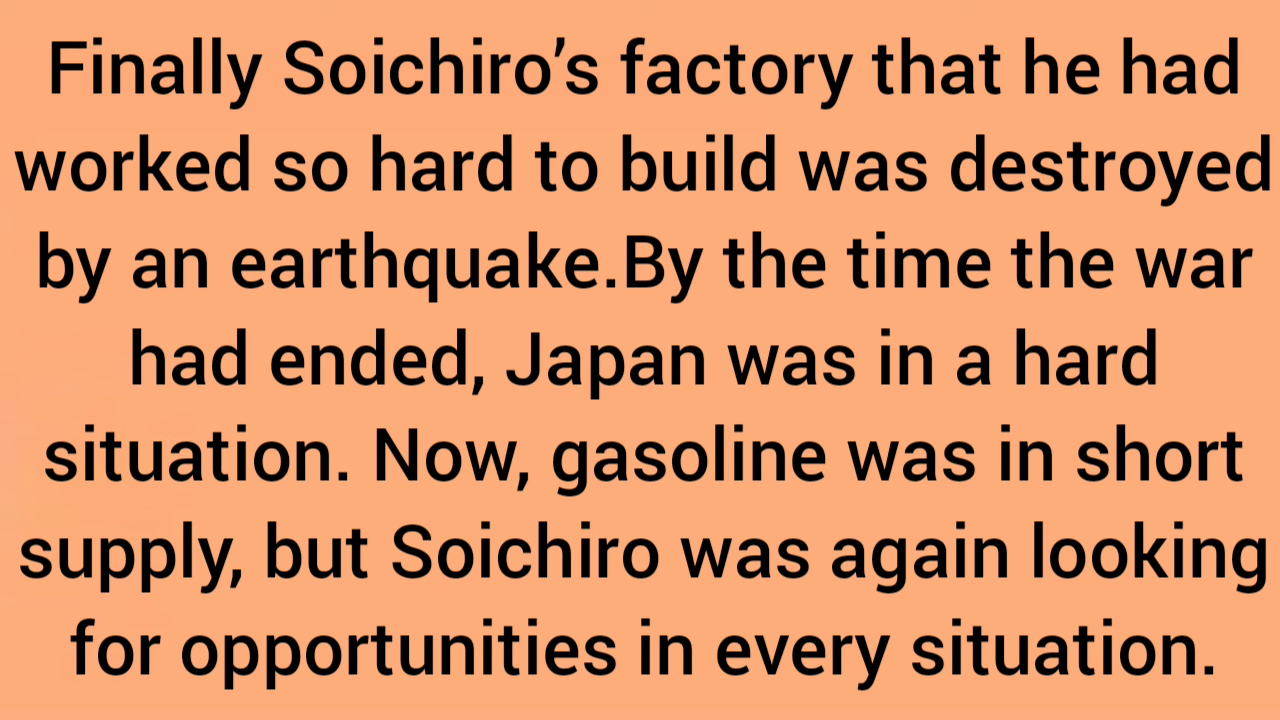 Finally Soichiro’s factory that he had
worked so hard to build was destroyed
by an earthquake.By the time the war
had ended, Japan was in a hard
situation. Now, gasoline was in short
supply, but Soichiro was again looking
for opportunities in every situation.